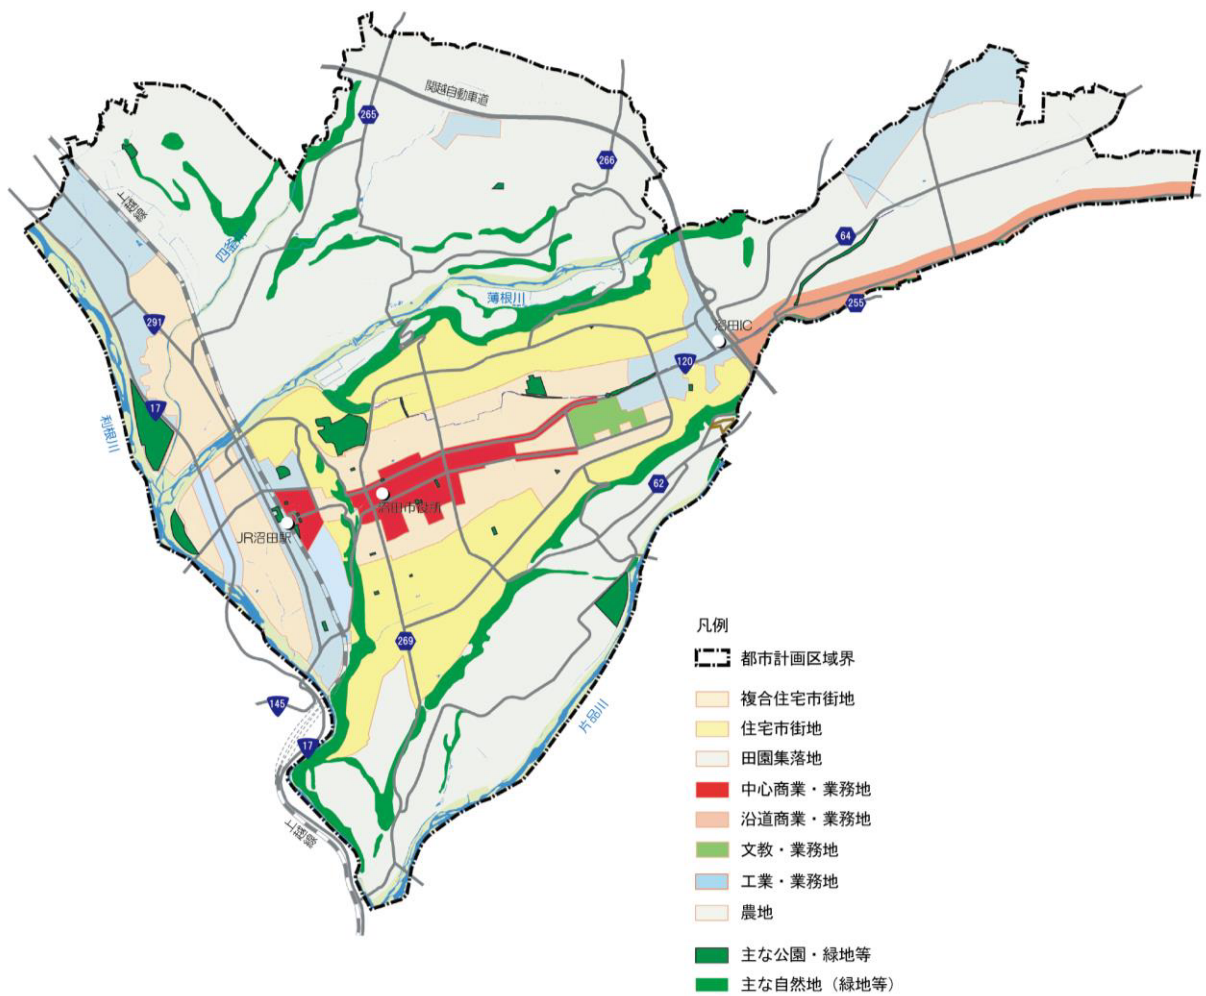 関越自動車道
265
266
上越線
四釜川
64
薄根川
255
291
沼田IC
120
17
利根川
62
沼田市役所
JR沼田駅
269
145
17
片品川
上越線
凡例
都市計画区域界
複合住宅市街地
住宅市街地
田園集落地
中心商業・業務地
沿道商業・業務地
文教・業務地
工業・業務地
農地
主な公園・緑地等
主な自然地（緑地等）